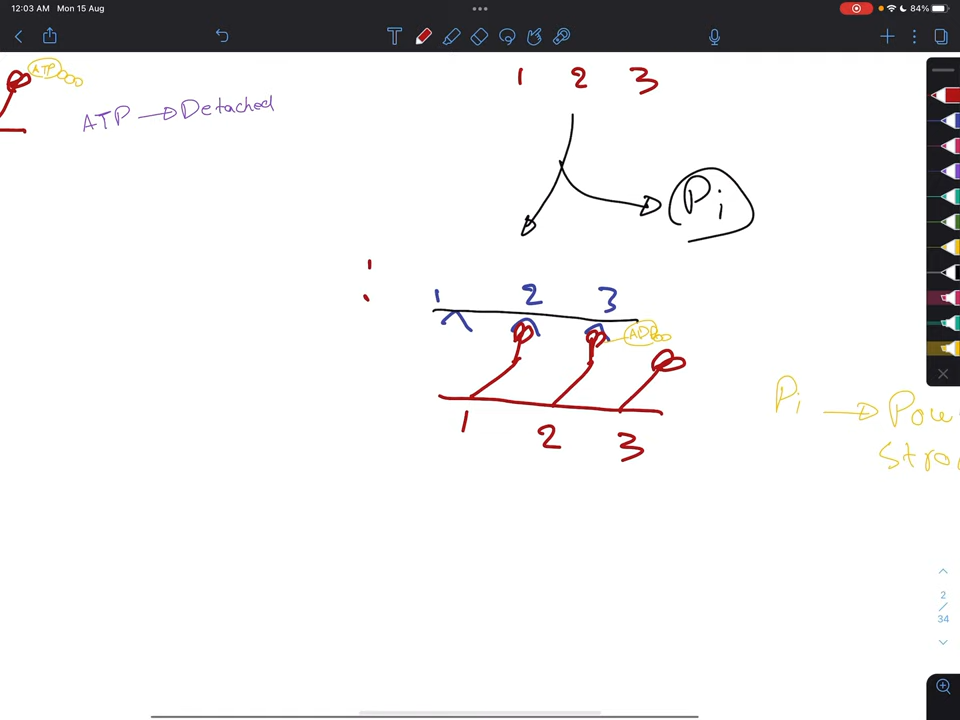 12:03 AM Mon 15 Aug
84%
ATP
ATP → Detached
1 2 3
Pi
1 2 3
ADP
1 2 3
Pi → Pow
Stro
2
/
34